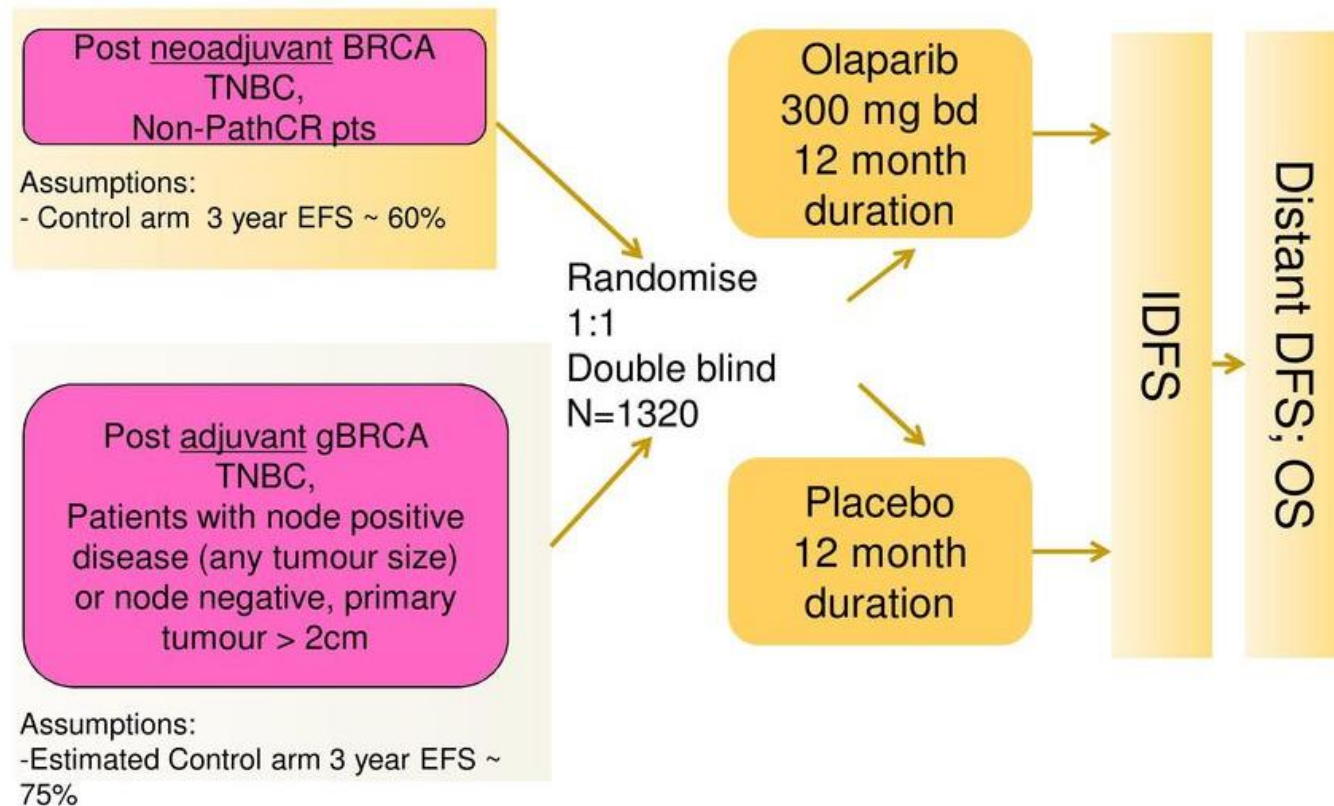 Post neoadjuvant BRCA
TNBC,
Non-PathCR pts
Assumptions:
- Control arm 3 year EFS ~ 60%
Post adjuvant gBRCA
TNBC,
Patients with node positive
disease (any tumour size)
or node negative, primary
tumour > 2cm
Assumptions:
-Estimated Control arm 3 year EFS ~
75%
Randomise
1:1
Double blind
N=1320
Olaparib
300 mg bd
12 month
duration
Placebo
12 month
duration
IDFS
Distant DFS; OS